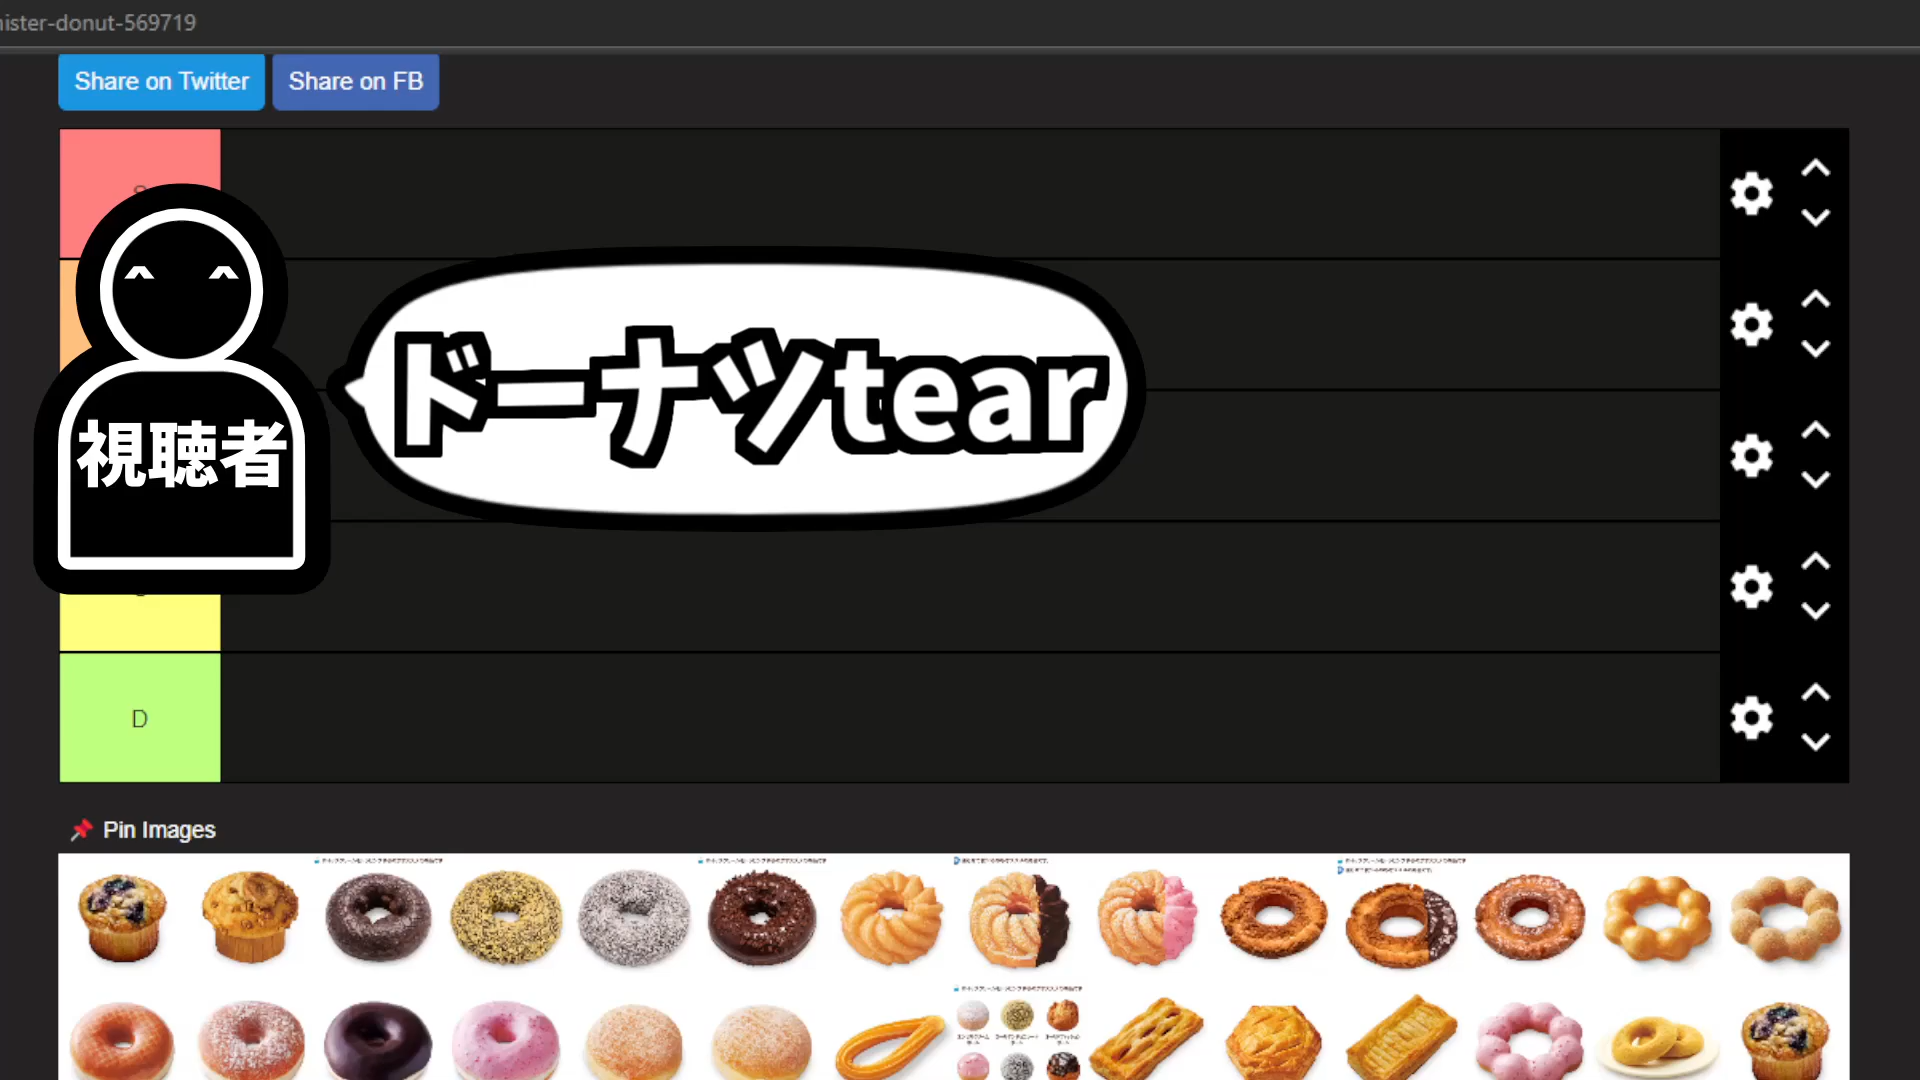 nister-donut-569719
Share on Twitter
Share on FB
視聴者
ドーナツtear
D
Pin Images